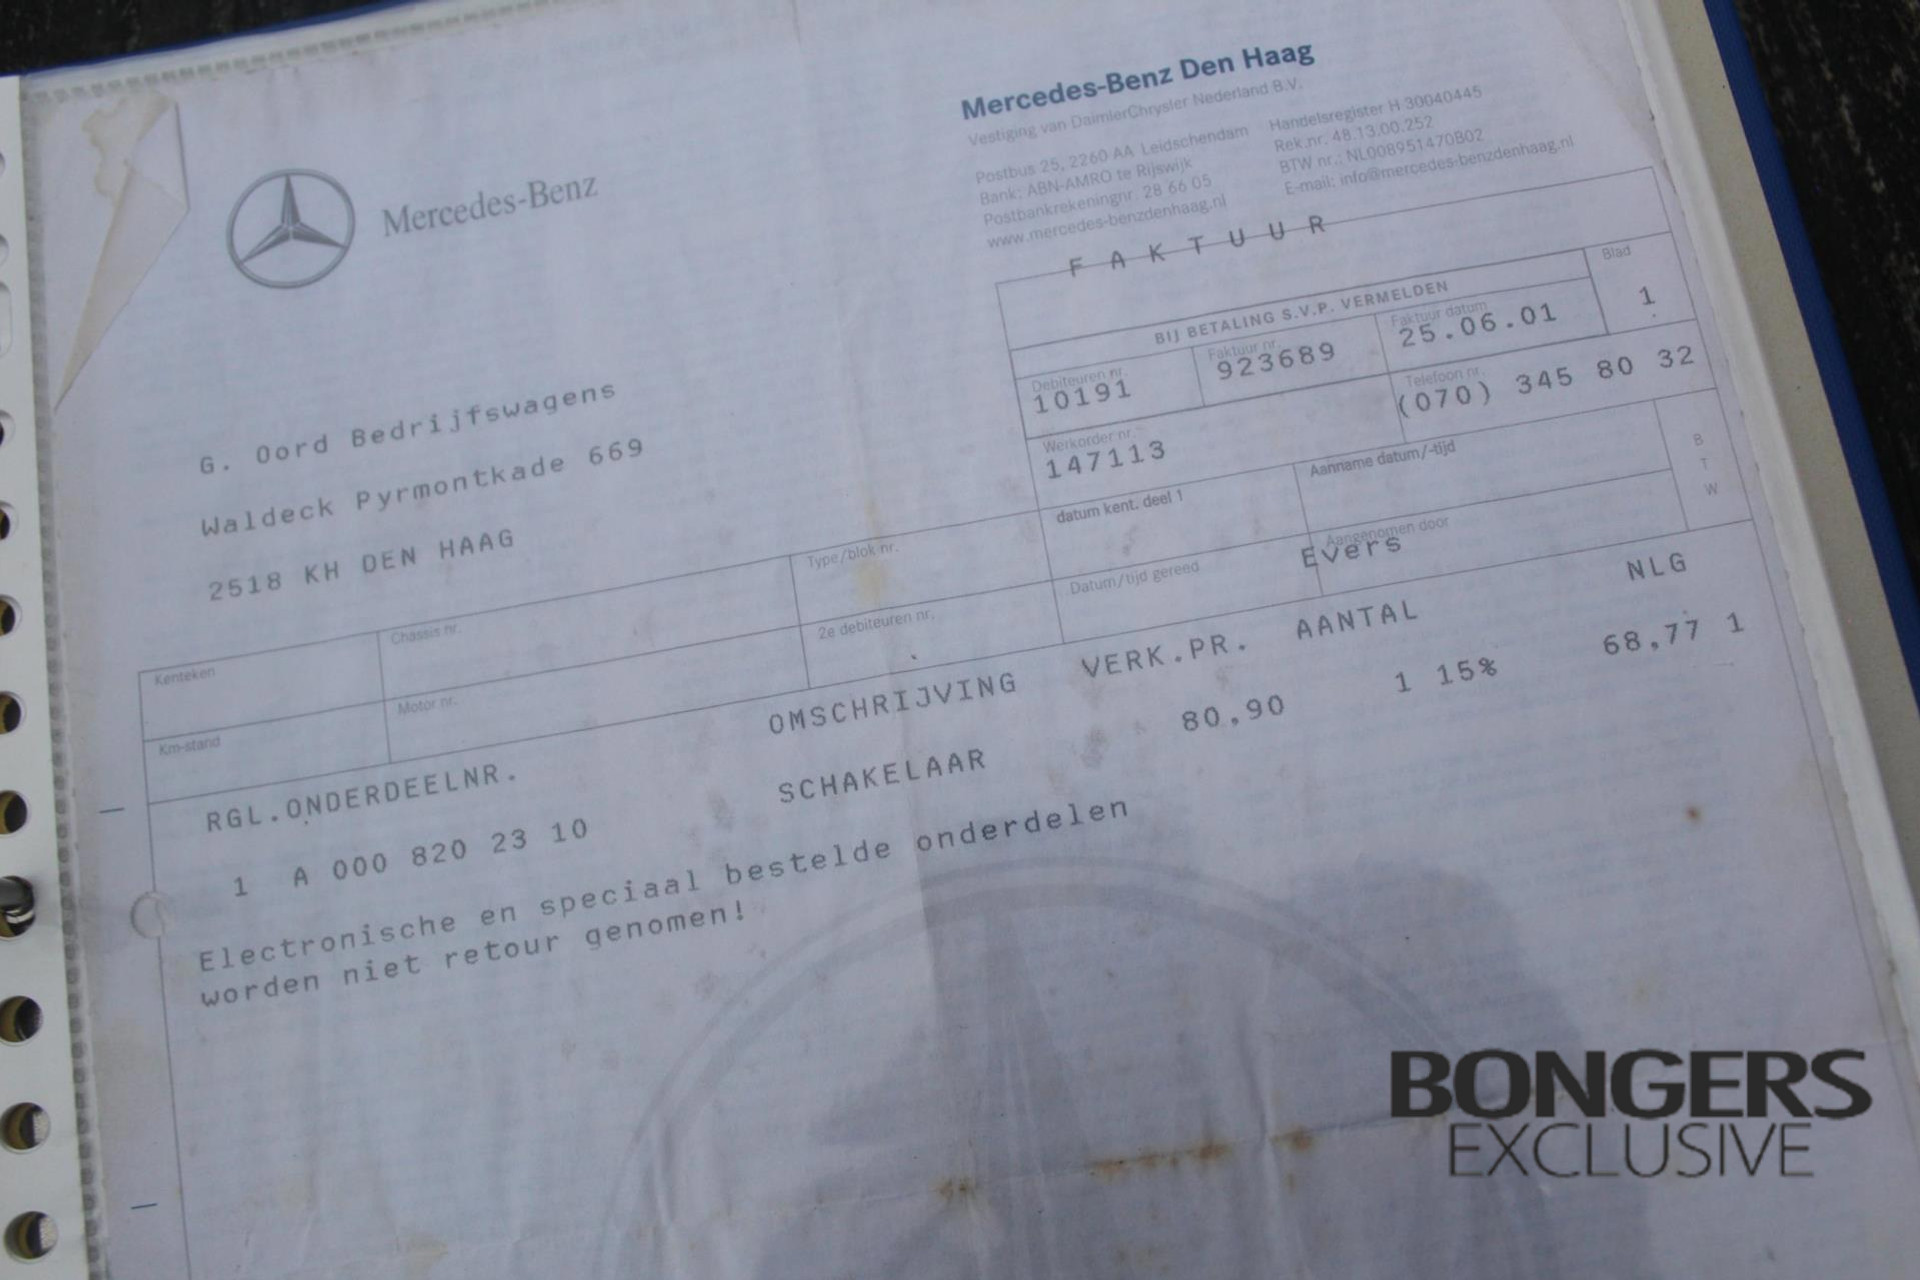 Mercedes-Benz
Mercedes-Benz Den Haag
Vestiging van DaimlerChrysler Nederland B.V.
Postbus 25, 2260 AA Leidschendam
Bank: ABN-AMRO te Rijswijk
Postbankrekeningnr. 28 66 05
www.mercedes-benzdenhaag.nl
Handelsregister H 30040445
Rek.nr. 48.13.00.252
BTW nr.: NL008951470B02
E-mail: info@mercedes-benzdenhaag.nl
FAKTUUR
BIJ BETALING S.V.P. VERMELDEN
Blad
1
Debiteuren nr.
10191
Faktuur nr.
923689
Faktuur datum
25.06.01
Werkorder nr.
147113
Telefoon nr.
(070) 345 80 32
G. Oord Bedrijfswagens
Waldeck Pyrmontkade 669
2518 KH DEN HAAG
datum kent. deel 1
Aanname datum/-tijd
BTW
Kenteken
Chassis nr.
Type/blok nr.
Datum/tijd gereed
Aangenomen door
Evers
Km-stand
Motor nr.
2e debiteuren nr.
RGL.ONDERDEELNR. OMSCHRIJVING VERK.PR. AANTAL NLG
1 A 000 820 23 10 SCHAKELAAR 80,90 1 15% 68,77 1
Electronische en speciaal bestelde onderdelen
worden niet retour genomen!
BONGERS
EXCLUSIVE